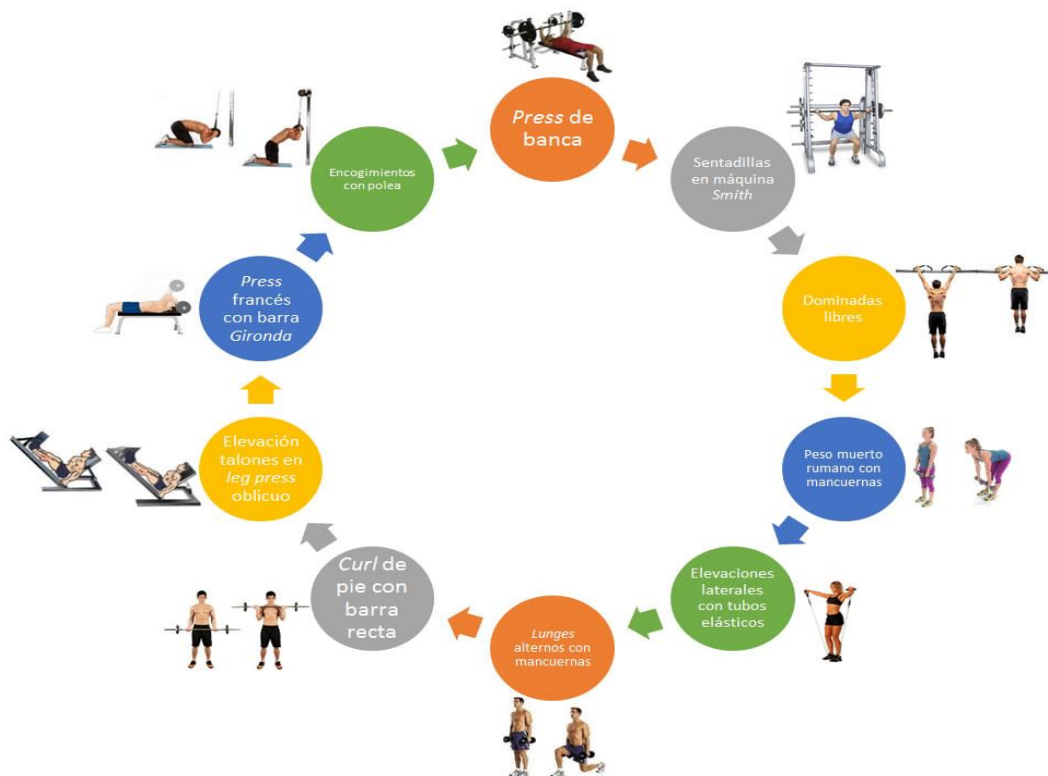 Press de
banca
Sentadillas
en máquina
Smith
Dominadas
libres
Peso muerto
rumano con
mancuernas
Elevaciones
laterales
con tubos
elásticos
Lunges
alternos con
mancuernas
Curl de
pie con
barra
recta
Elevación
talones en
leg press
oblicuo
Press
francés
con barra
Gironda
Encogimientos
con polea